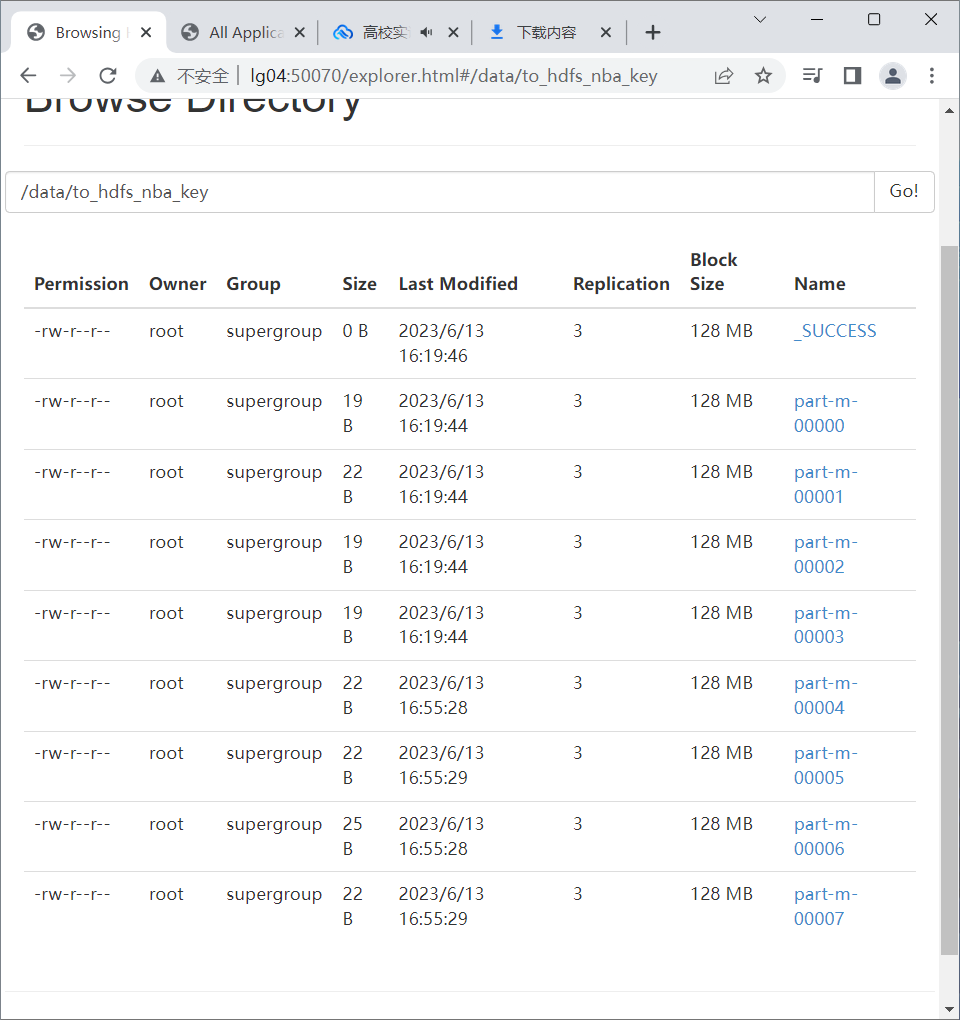 Browsing
All Applica
高校实
下载内容
不安全 lg04:50070/explorer.html#/data/to_hdfs_nba_key
Browse Directory
/data/to_hdfs_nba_key Go!
Permission Owner Group Size Last Modified Replication Block Size Name
-rw-r--r-- root supergroup 0 B 2023/6/13 16:19:46 3 128 MB _SUCCESS
-rw-r--r-- root supergroup 19 B 2023/6/13 16:19:44 3 128 MB part-m-00000
-rw-r--r-- root supergroup 22 B 2023/6/13 16:19:44 3 128 MB part-m-00001
-rw-r--r-- root supergroup 19 B 2023/6/13 16:19:44 3 128 MB part-m-00002
-rw-r--r-- root supergroup 19 B 2023/6/13 16:19:44 3 128 MB part-m-00003
-rw-r--r-- root supergroup 22 B 2023/6/13 16:55:28 3 128 MB part-m-00004
-rw-r--r-- root supergroup 22 B 2023/6/13 16:55:29 3 128 MB part-m-00005
-rw-r--r-- root supergroup 25 B 2023/6/13 16:55:28 3 128 MB part-m-00006
-rw-r--r-- root supergroup 22 B 2023/6/13 16:55:29 3 128 MB part-m-00007